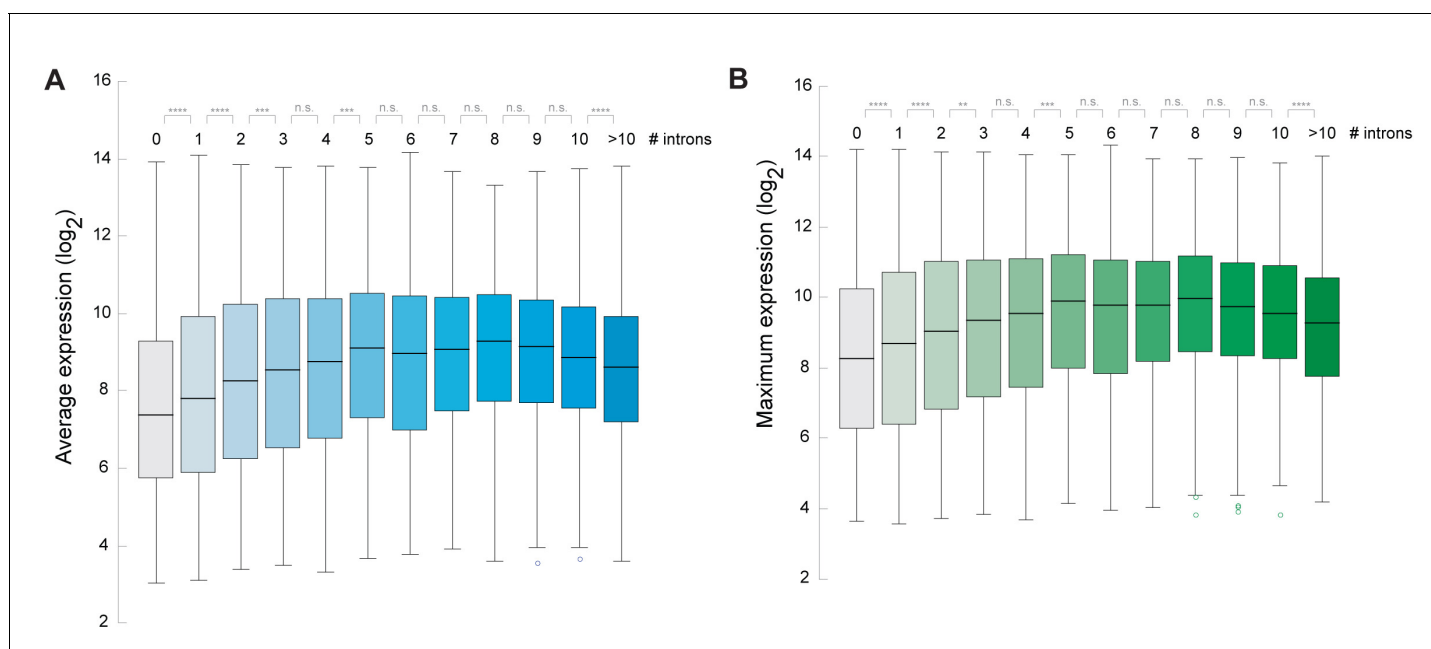 A
16
14
12
10
8
6
4
2
Average expression (log2)
**** **** *** n.s. *** n.s. n.s. n.s. n.s. n.s. ****
0 1 2 3 4 5 6 7 8 9 10 >10 # introns
B
16
14
12
10
8
6
4
2
Maximum expression (log2)
**** **** ** n.s. *** n.s. n.s. n.s. n.s. n.s. ****
0 1 2 3 4 5 6 7 8 9 10 >10 # introns